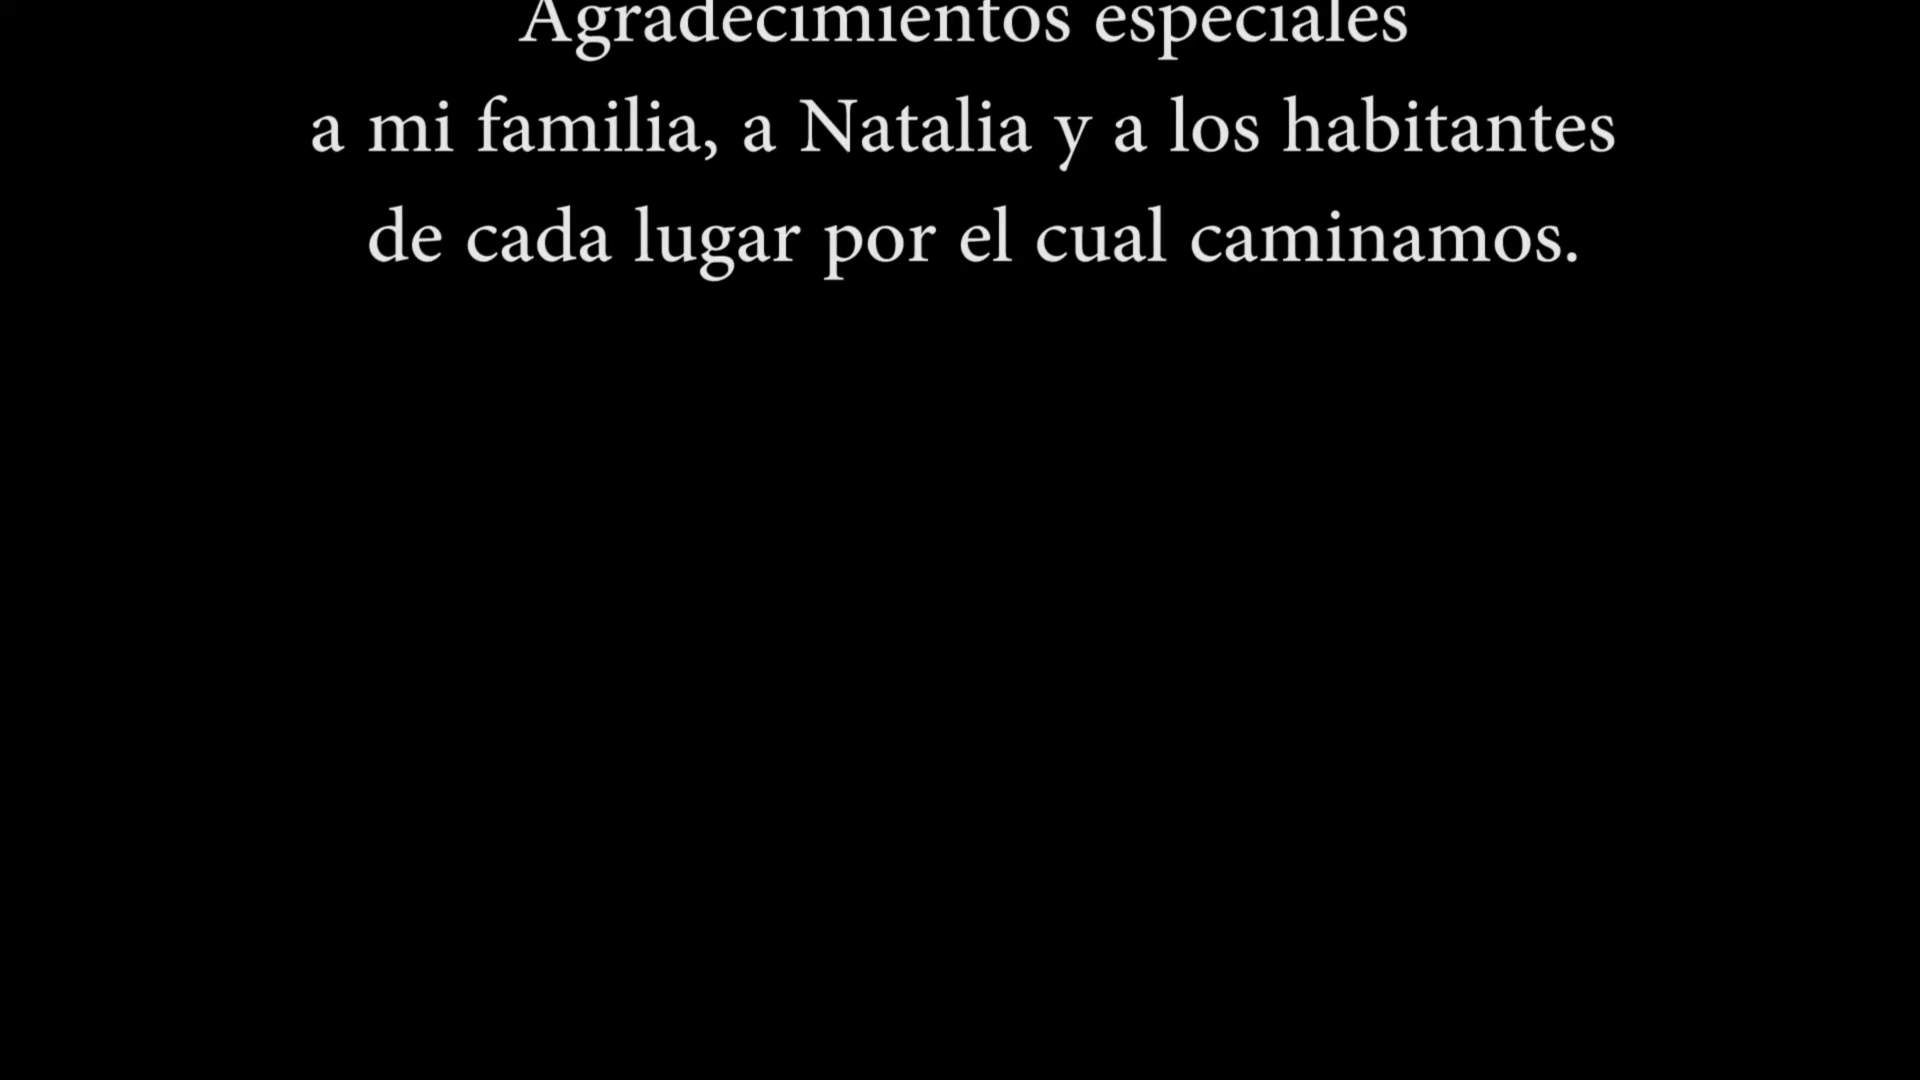 Agradecimientos especiales
a mi familia, a Natalia y a los habitantes
de cada lugar por el cual caminamos.